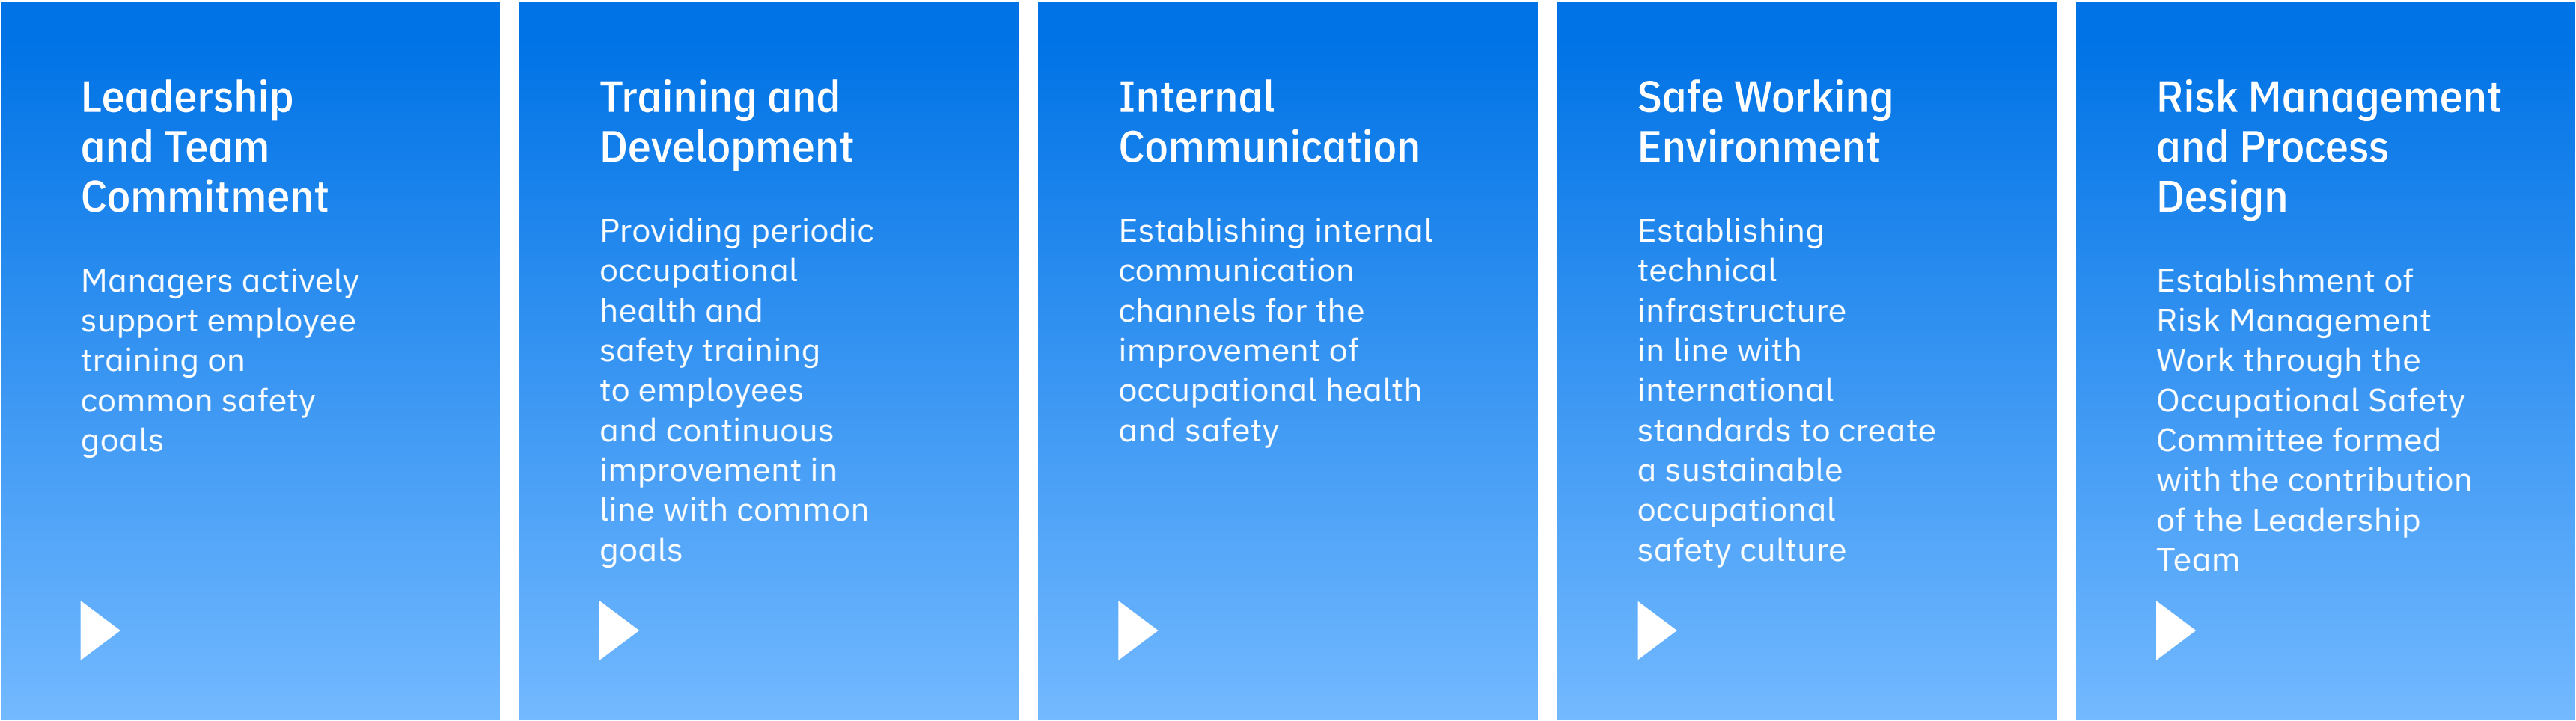 Leadership
and Team
Commitment
Managers actively
support employee
training on
common safety
goals
Training and
Development
Providing periodic
occupational
health and
safety training
to employees
and continuous
improvement in
line with common
goals
Internal
Communication
Establishing internal
communication
channels for the
improvement of
occupational health
and safety
Safe Working
Environment
Establishing
technical
infrastructure
in line with
international
standards to create
a sustainable
occupational
safety culture
Risk Management
and Process
Design
Establishment of
Risk Management
Work through the
Occupational Safety
Committee formed
with the contribution
of the Leadership
Team